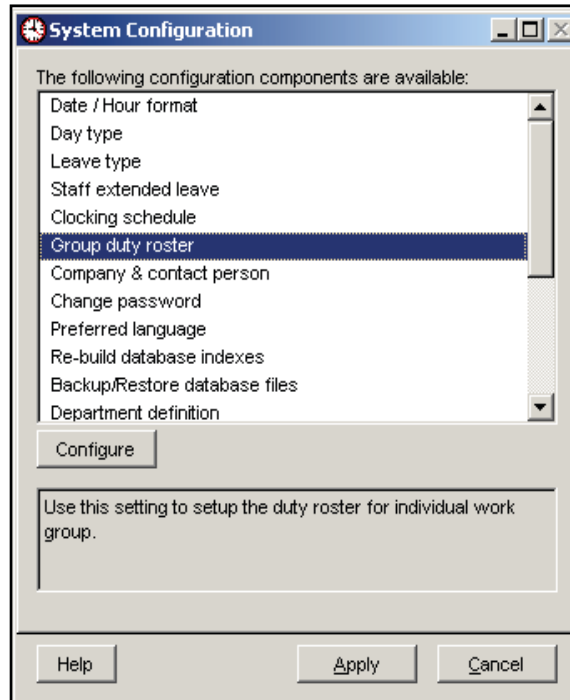 System Configuration
The following configuration components are available:
Date / Hour format
Day type
Leave type
Staff extended leave
Clocking schedule
Group duty roster
Company & contact person
Change password
Preferred language
Re-build database indexes
Backup/Restore database files
Department definition
Configure
Use this setting to setup the duty roster for individual work
group.
Help Apply Cancel